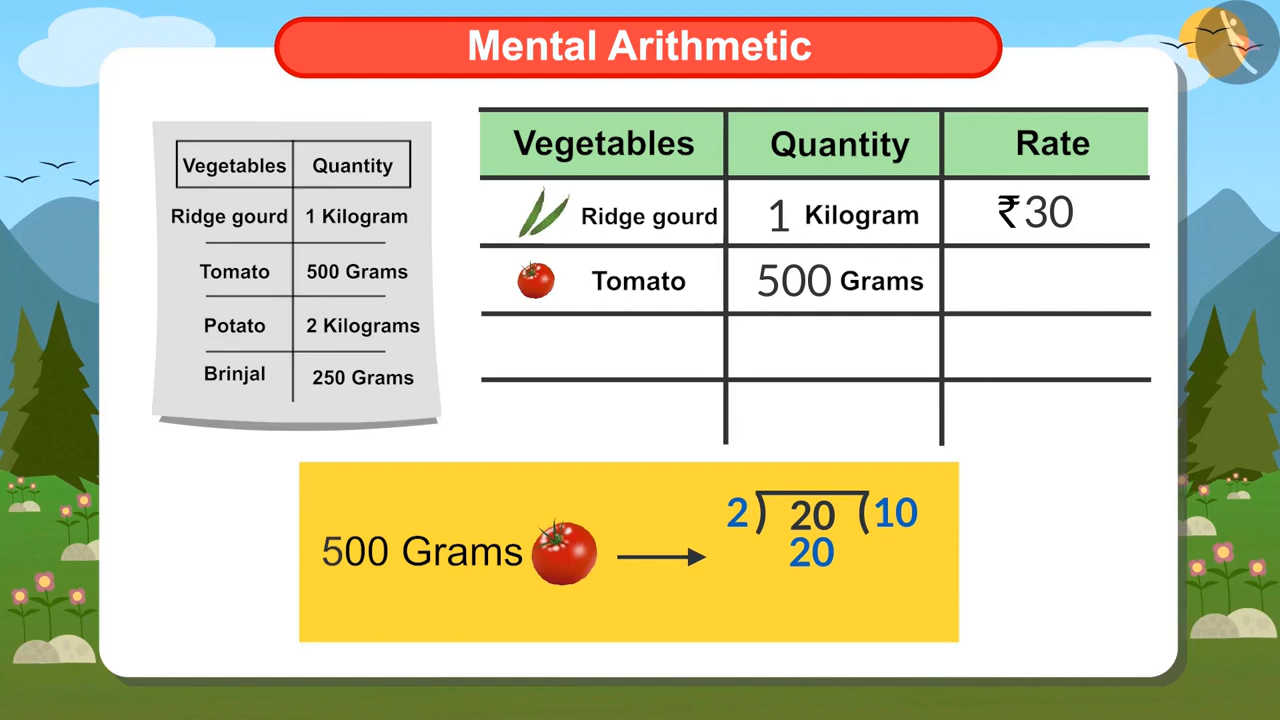 Mental Arithmetic
Vegetables Quantity
Ridge gourd 1 Kilogram
Tomato 500 Grams
Potato 2 Kilograms
Brinjal 250 Grams
Vegetables Quantity Rate
Ridge gourd 1 Kilogram ₹30
Tomato 500 Grams
500 Grams
2) 20 (10
20